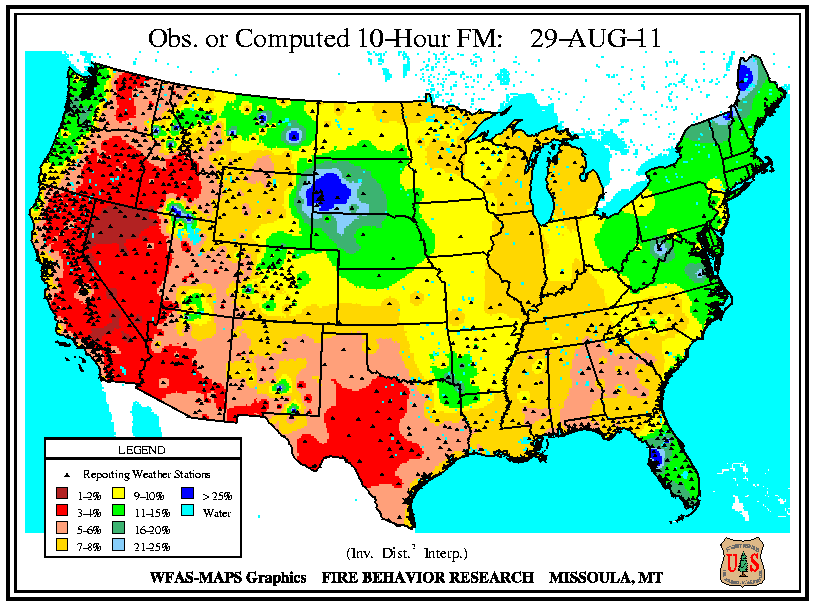 Obs. or Computed 10-Hour FM: 29-AUG-11
LEGEND
Reporting Weather Stations
1-2% 9-10% > 25%
3-4% 11-15% Water
5-6% 16-20%
7-8% 21-25%
(Inv. Dist.² Interp.)
WFAS-MAPS Graphics FIRE BEHAVIOR RESEARCH MISSOULA, MT
U S